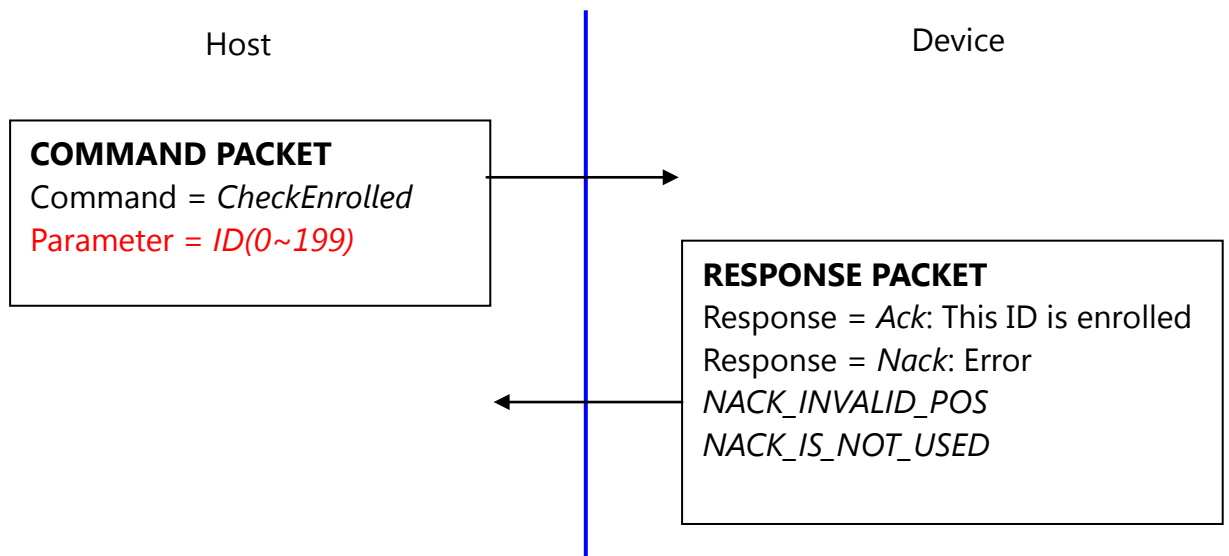 Host
Device
COMMAND PACKET
Command = CheckEnrolled
Parameter = ID(0~199)
RESPONSE PACKET
Response = Ack: This ID is enrolled
Response = Nack: Error
NACK_INVALID_POS
NACK_IS_NOT_USED